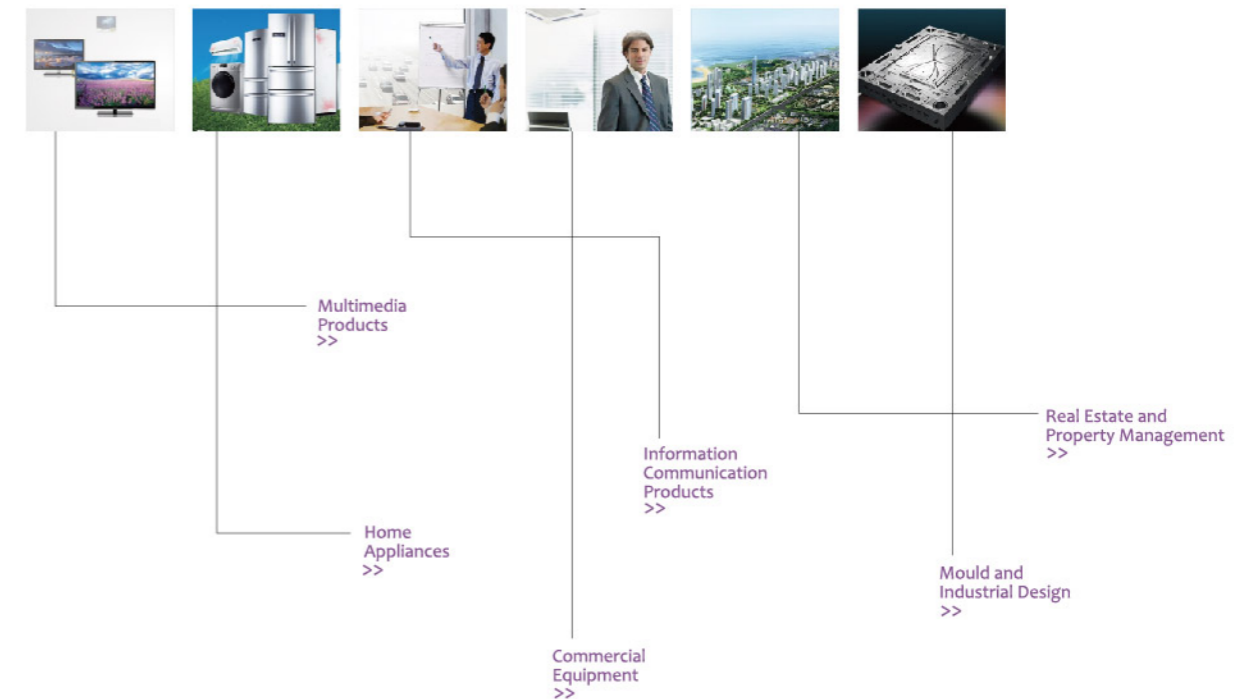 Multimedia
Products
>>
Real Estate and
Property Management
>>
Information
Communication
Products
>>
Home
Appliances
>>
Mould and
Industrial Design
>>
Commercial
Equipment
>>